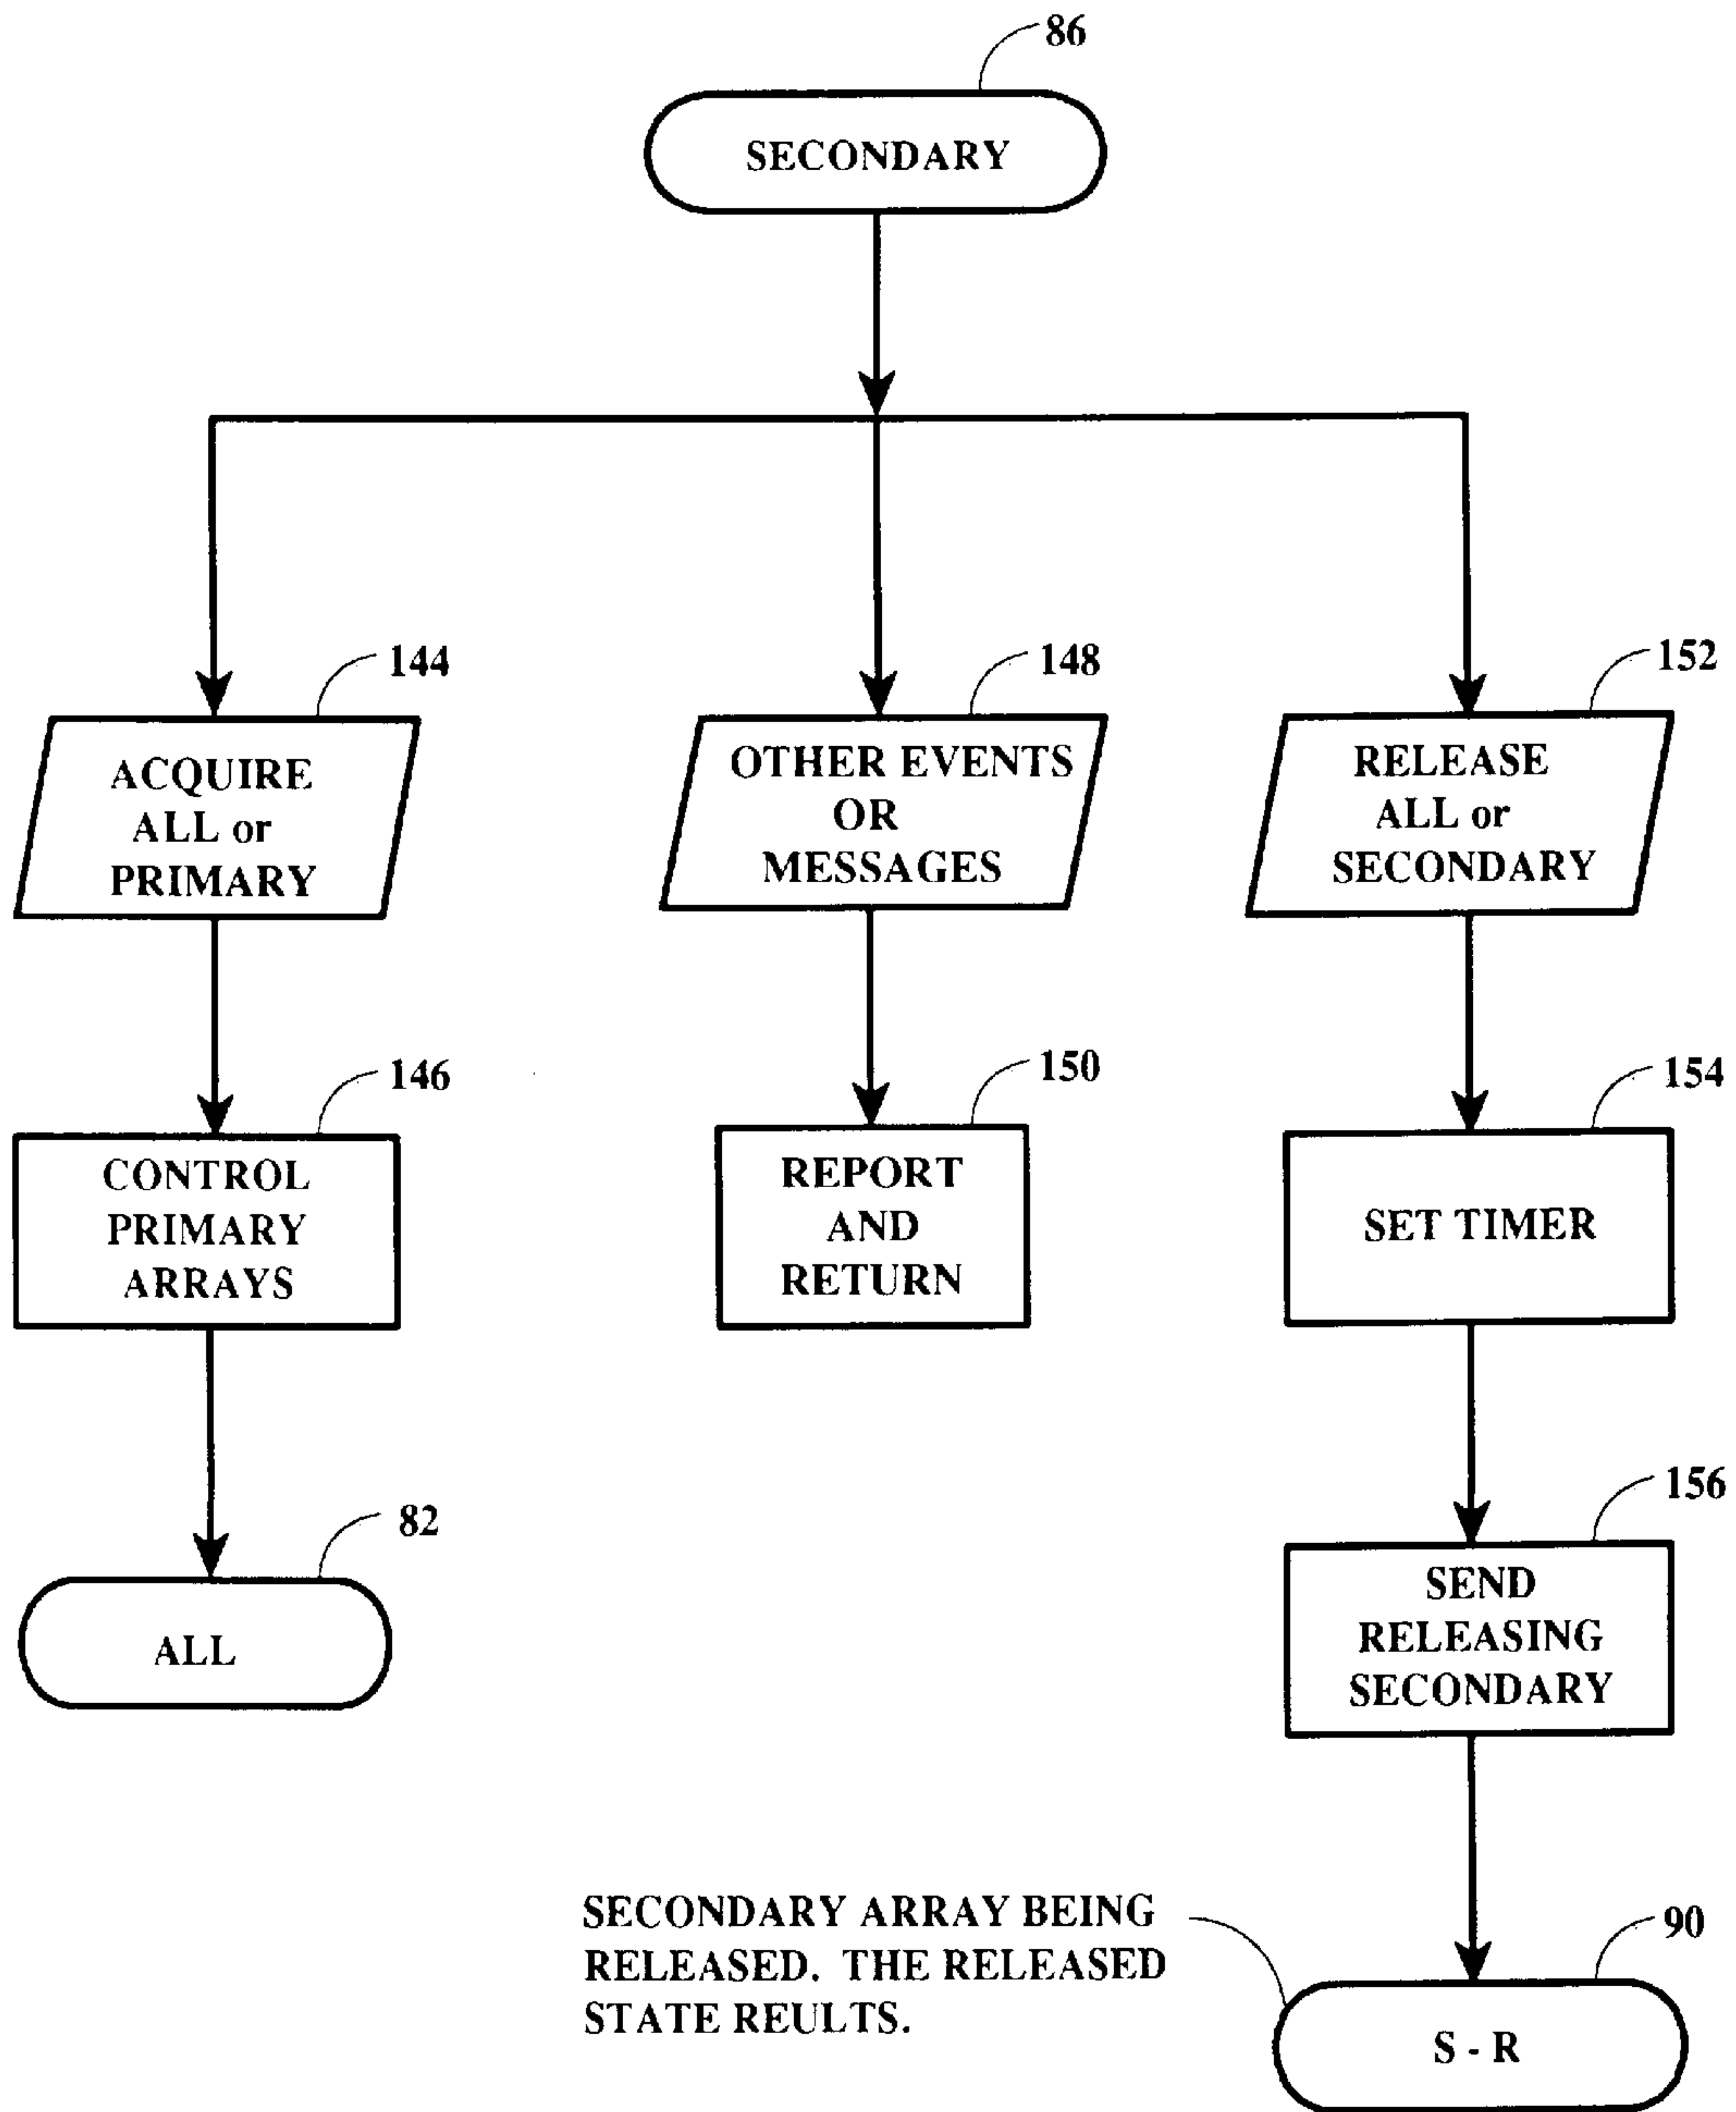 86
SECONDARY
144
ACQUIRE
ALL or
PRIMARY
148
OTHER EVENTS
OR
MESSAGES
152
RELEASE
ALL or
SECONDARY
146
CONTROL
PRIMARY
ARRAYS
150
REPORT
AND
RETURN
154
SET TIMER
82
ALL
156
SEND
RELEASING
SECONDARY
SECONDARY ARRAY BEING
RELEASED. THE RELEASED
STATE REULTS.
90
S - R